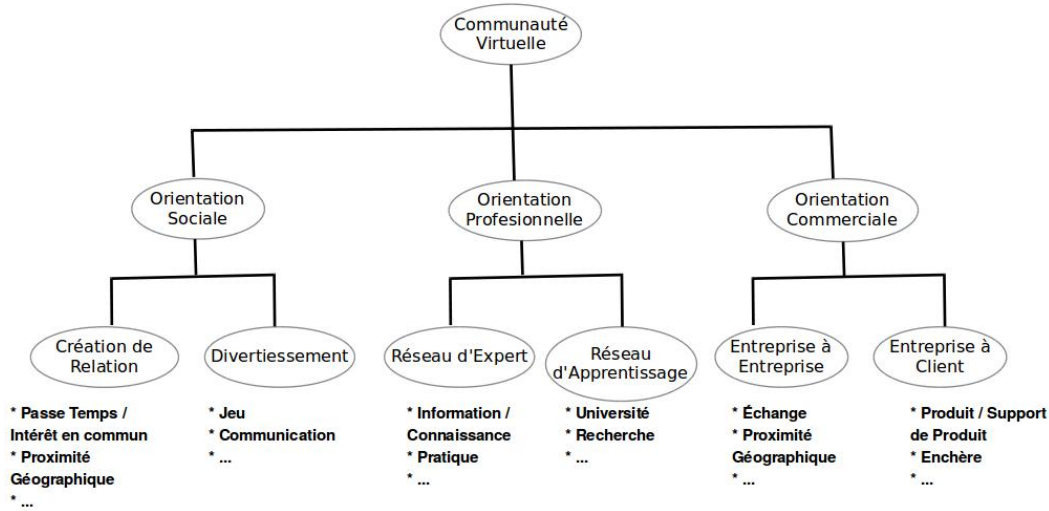 Communauté
Virtuelle
Orientation
Sociale
Orientation
Profesionnelle
Orientation
Commerciale
Création de
Relation
Divertiessement
Réseau d'Expert
Réseau
d'Apprentissage
Entreprise à
Entreprise
Entreprise à
Client
* Passe Temps /
Intérêt en commun
* Proximité
Géographique
* ...
* Jeu
* Communication
* ...
* Information /
Connaissance
* Pratique
* ...
* Université
* Recherche
* ...
* Échange
* Proximité
Géographique
* ...
* Produit / Support
de Produit
* Enchère
* ...